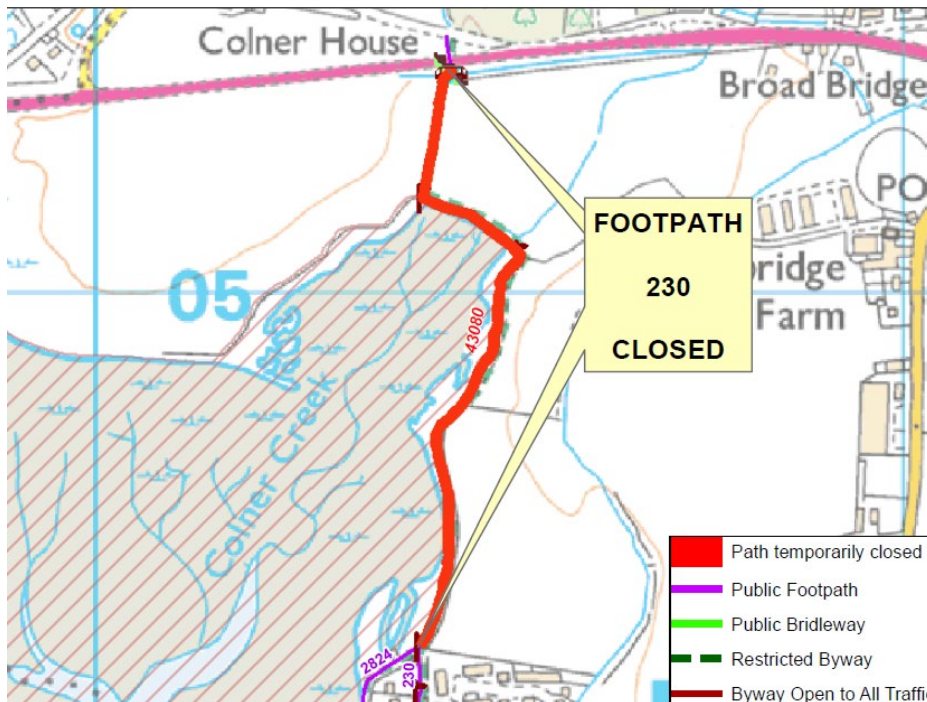 Colner House
Broad Bridge
PO
FOOTPATH
230
CLOSED
05
bridge
Farm
43080
Colner Creek
2824
230
Path temporarily closed
Public Footpath
Public Bridleway
Restricted Byway
Byway Open to All Traffi